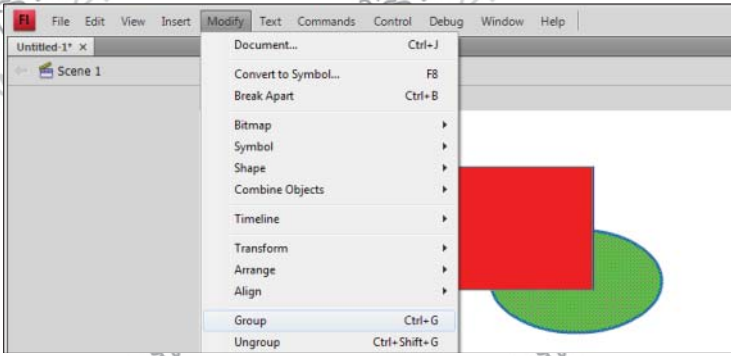 FL File Edit View Insert Modify Text Commands Control Debug Window Help
Untitled-1* ×
Scene 1
Document... Ctrl+J
Convert to Symbol... F8
Break Apart Ctrl+B
Bitmap
Symbol
Shape
Combine Objects
Timeline
Transform
Arrange
Align
Group Ctrl+G
Ungroup Ctrl+Shift+G